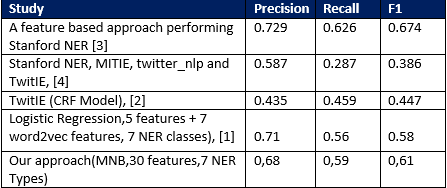 Study Precision Recall F1
A feature based approach performing 0.729 0.626 0.674
Stanford NER [3]
Stanford NER, MITIE, twitter_nlp and 0.587 0.287 0.386
TwitIE, [4]
TwitIE (CRF Model), [2] 0.435 0.459 0.447
Logistic Regression,5 features + 7
word2vec features, 7 NER classes), [1] 0.71 0.56 0.58
Our approach(MNB,30 features,7 NER 0,68 0,59 0,61
Types)